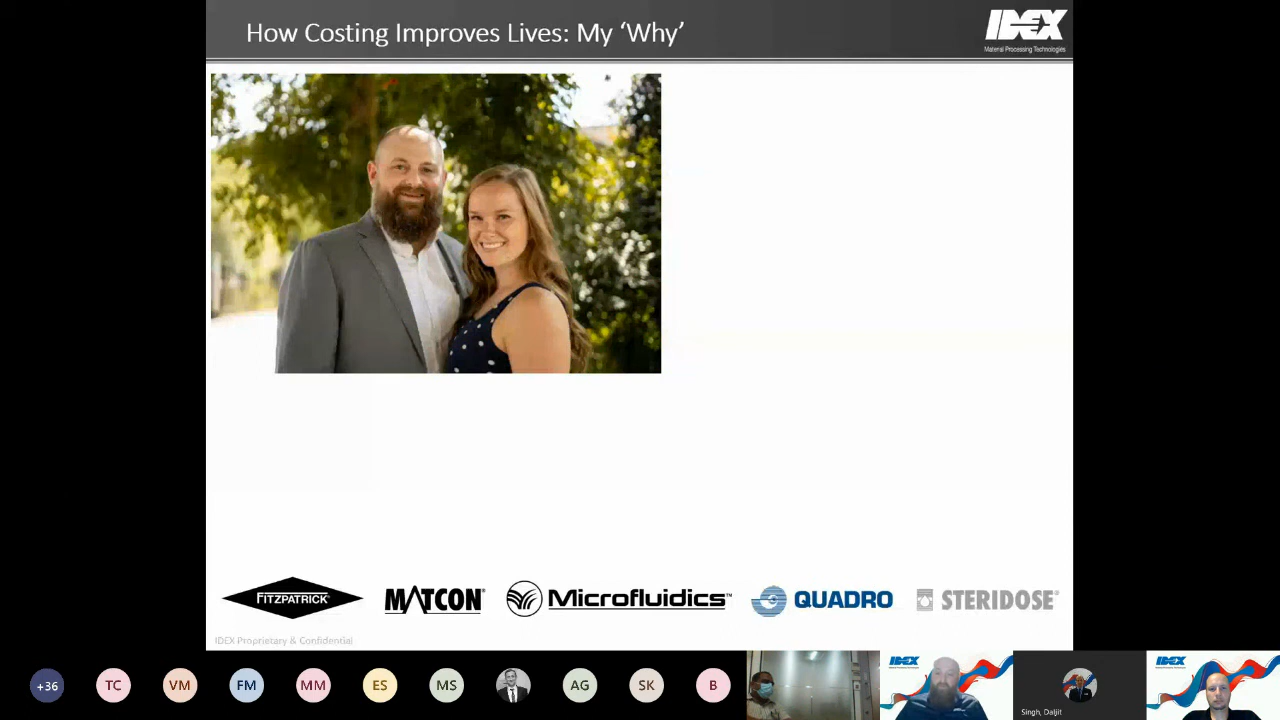 How Costing Improves Lives: My ‘Why’
IDEX
Material Processing Technologies
FITZPATRICK®
MATCON®
Microfluidics™
QUADRO
STERIDOSE®
IDEX Proprietary & Confidential
+36
TC
VM
FM
MM
ES
MS
AG
SK
B
IDEX
Singh, Daljit
IDEX